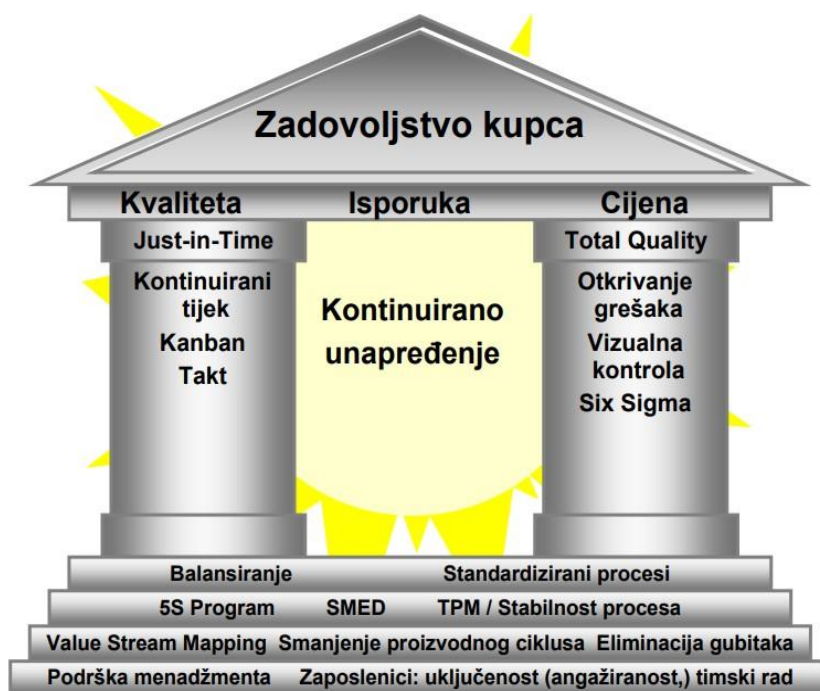 Zadovoljstvo kupca
Kvaliteta Isporuka Cijena
Just-in-Time
Kontinuirani
tijek
Kanban
Takt
Kontinuirano
unapređenje
Total Quality
Otkrivanje
grešaka
Vizualna
kontrola
Six Sigma
Balansiranje Standardizirani procesi
5S Program SMED TPM / Stabilnost procesa
Value Stream Mapping Smanjenje proizvodnog ciklusa Eliminacija gubitaka
Podrška menadžmenta Zaposlenici: uključenost (angažiranost,) timski rad